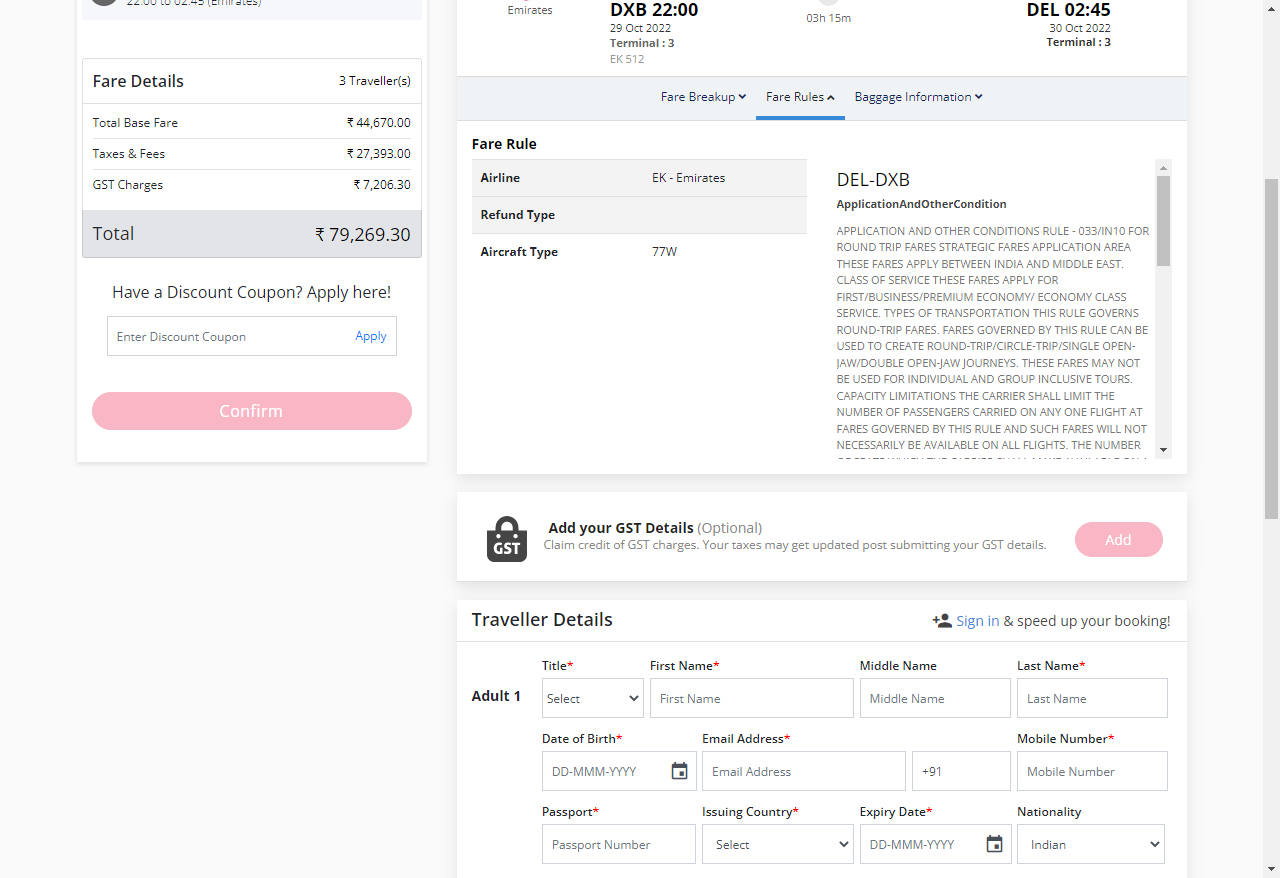 22:00 to 02:45 (Emirates)
Fare Details 3 Traveller(s)
Total Base Fare ₹ 44,670.00
Taxes & Fees ₹ 27,393.00
GST Charges ₹ 7,206.30
Total ₹ 79,269.30
Have a Discount Coupon? Apply here!
Enter Discount Coupon Apply
Confirm
Emirates
DXB 22:00
29 Oct 2022
Terminal : 3
EK 512
03h 15m
DEL 02:45
30 Oct 2022
Terminal : 3
Fare Breakup Fare Rules Baggage Information
Fare Rule
Airline EK - Emirates
Refund Type
Aircraft Type 77W
DEL-DXB
ApplicationAndOtherCondition
APPLICATION AND OTHER CONDITIONS RULE - 033/IN10 FOR
ROUND TRIP FARES STRATEGIC FARES APPLICATION AREA
THESE FARES APPLY BETWEEN INDIA AND MIDDLE EAST.
CLASS OF SERVICE THESE FARES APPLY FOR
FIRST/BUSINESS/PREMIUM ECONOMY/ ECONOMY CLASS
SERVICE. TYPES OF TRANSPORTATION THIS RULE GOVERNS
ROUND-TRIP FARES. FARES GOVERNED BY THIS RULE CAN BE
USED TO CREATE ROUND-TRIP/CIRCLE-TRIP/SINGLE OPEN-
JAW/DOUBLE OPEN-JAW JOURNEYS. THESE FARES MAY NOT
BE USED FOR INDIVIDUAL AND GROUP INCLUSIVE TOURS.
CAPACITY LIMITATIONS THE CARRIER SHALL LIMIT THE
NUMBER OF PASSENGERS CARRIED ON ANY ONE FLIGHT AT
FARES GOVERNED BY THIS RULE AND SUCH FARES WILL NOT
NECESSARILY BE AVAILABLE ON ALL FLIGHTS. THE NUMBER
GST
Add your GST Details (Optional)
Claim credit of GST charges. Your taxes may get updated post submitting your GST details.
Add
Traveller Details Sign in & speed up your booking!
Title* First Name* Middle Name Last Name*
Adult 1 Select First Name Middle Name Last Name
Date of Birth* Email Address* Mobile Number*
DD-MMM-YYYY Email Address +91 Mobile Number
Passport* Issuing Country* Expiry Date* Nationality
Passport Number Select DD-MMM-YYYY Indian